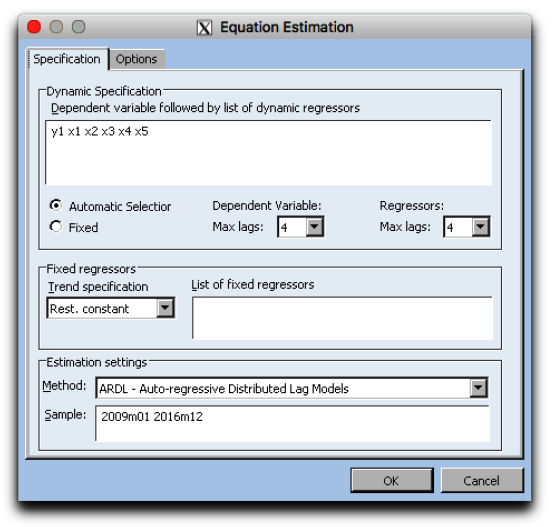 Equation Estimation
Specification Options
Dynamic Specification
Dependent variable followed by list of dynamic regressors
y1 x1 x2 x3 x4 x5
Automatic Selectior Dependent Variable: Regressors:
Fixed Max lags: 4 Max lags: 4
Fixed regressors
Trend specification List of fixed regressors
Rest. constant
Estimation settings
Method: ARDL - Auto-regressive Distributed Lag Models
Sample: 2009m01 2016m12
OK Cancel